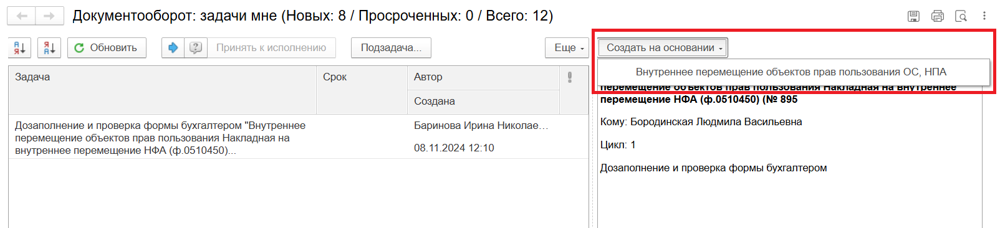 Документооборот: задачи мне (Новых: 8 / Просроченных: 0 / Всего: 12)
А Я
Я А
Обновить
Принять к исполнению
Подзадача...
Еще
Создать на основании
Внутреннее перемещение объектов прав пользования ОС, НПА
Задача
Срок
Автор
Создана
Дозаполнение и проверка формы бухгалтером "Внутреннее
перемещение объектов прав пользования Накладная на
внутреннее перемещение НФА (ф.0510450)...
Баринова Ирина Николае...
08.11.2024 12:10
перемещение объектов прав пользования Накладная на внутреннее
перемещение НФА (ф.0510450) (№ 895
Кому: Бородинская Людмила Васильевна
Цикл: 1
Дозаполнение и проверка формы бухгалтером